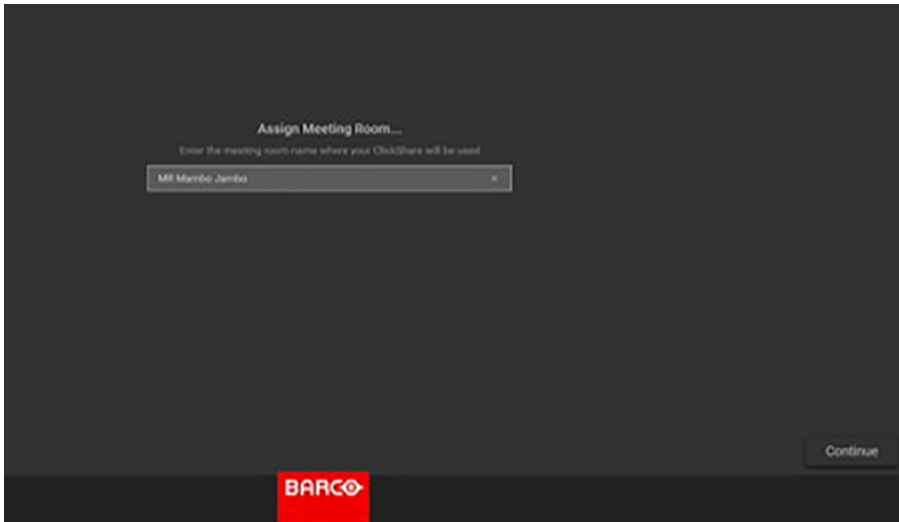 Assign Meeting Room...
Enter the meeting room name where your ClickShare will be used
MR Mambo Jambo ×
Continue
BARCO